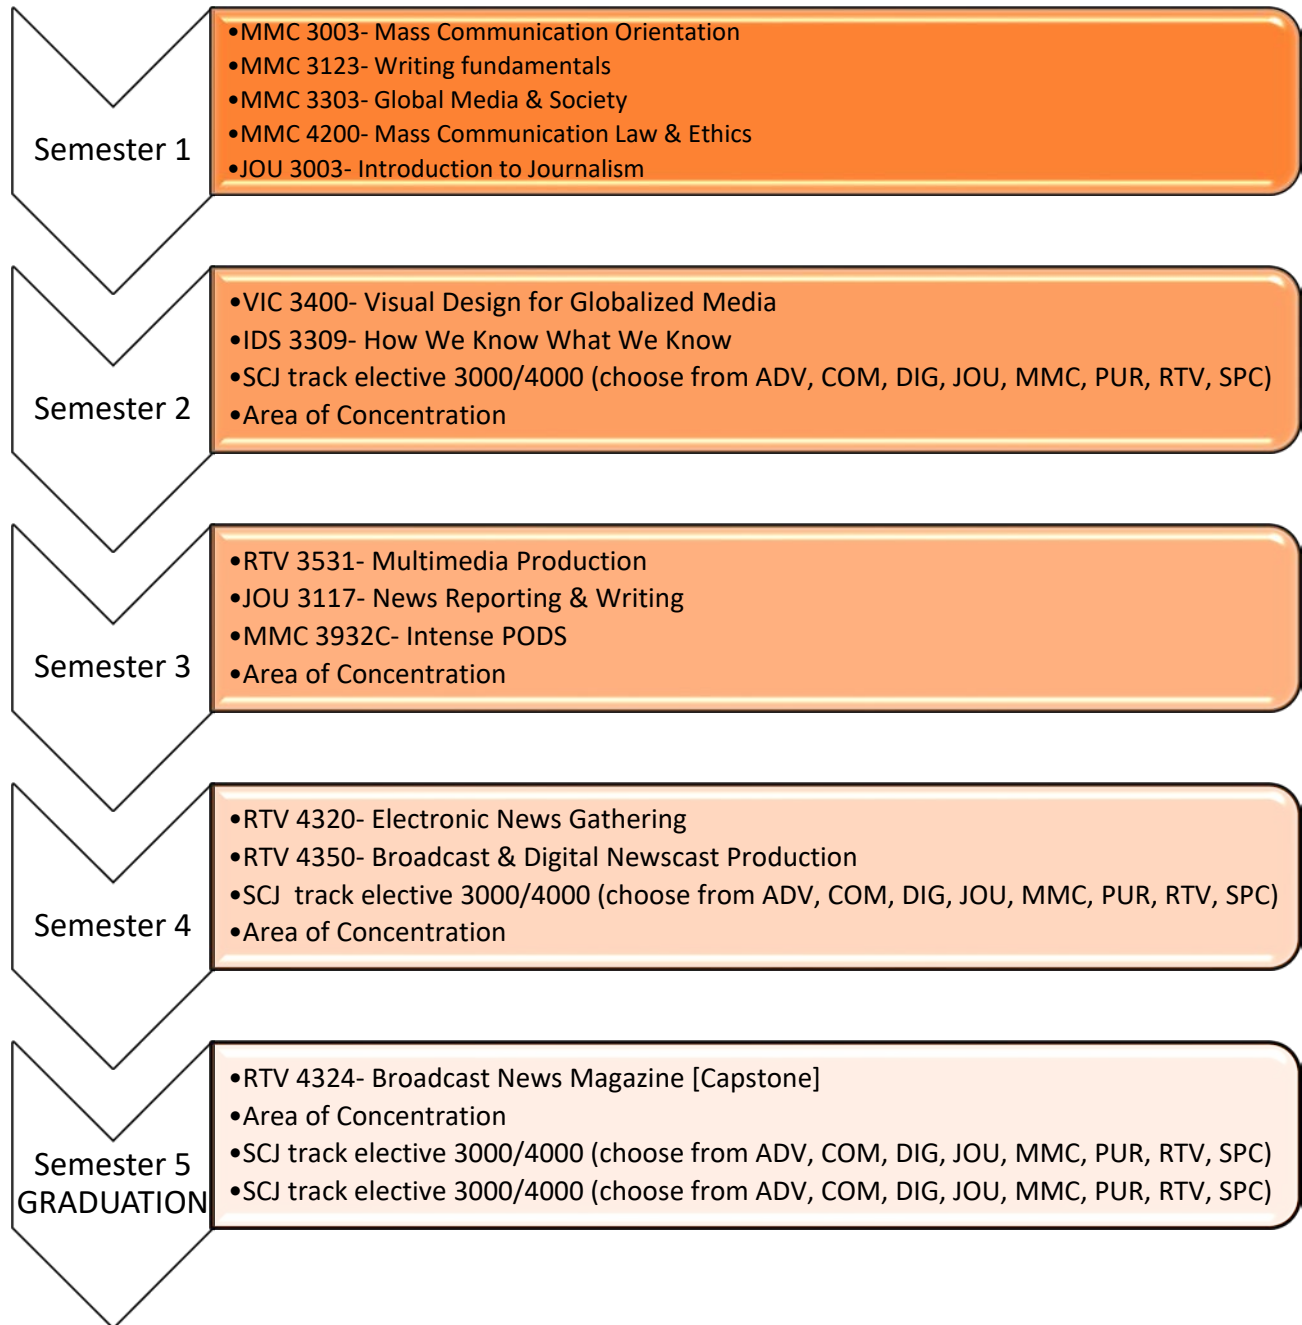 Semester 1
•MMC 3003- Mass Communication Orientation
•MMC 3123- Writing fundamentals
•MMC 3303- Global Media & Society
•MMC 4200- Mass Communication Law & Ethics
•JOU 3003- Introduction to Journalism
Semester 2
•VIC 3400- Visual Design for Globalized Media
•IDS 3309- How We Know What We Know
•SCJ track elective 3000/4000 (choose from ADV, COM, DIG, JOU, MMC, PUR, RTV, SPC)
•Area of Concentration
Semester 3
•RTV 3531- Multimedia Production
•JOU 3117- News Reporting & Writing
•MMC 3932C- Intense PODS
•Area of Concentration
Semester 4
•RTV 4320- Electronic News Gathering
•RTV 4350- Broadcast & Digital Newscast Production
•SCJ  track elective 3000/4000 (choose from ADV, COM, DIG, JOU, MMC, PUR, RTV, SPC)
•Area of Concentration
Semester 5
GRADUATION
•RTV 4324- Broadcast News Magazine [Capstone]
•Area of Concentration
•SCJ track elective 3000/4000 (choose from ADV, COM, DIG, JOU, MMC, PUR, RTV, SPC)
•SCJ track elective 3000/4000 (choose from ADV, COM, DIG, JOU, MMC, PUR, RTV, SPC)